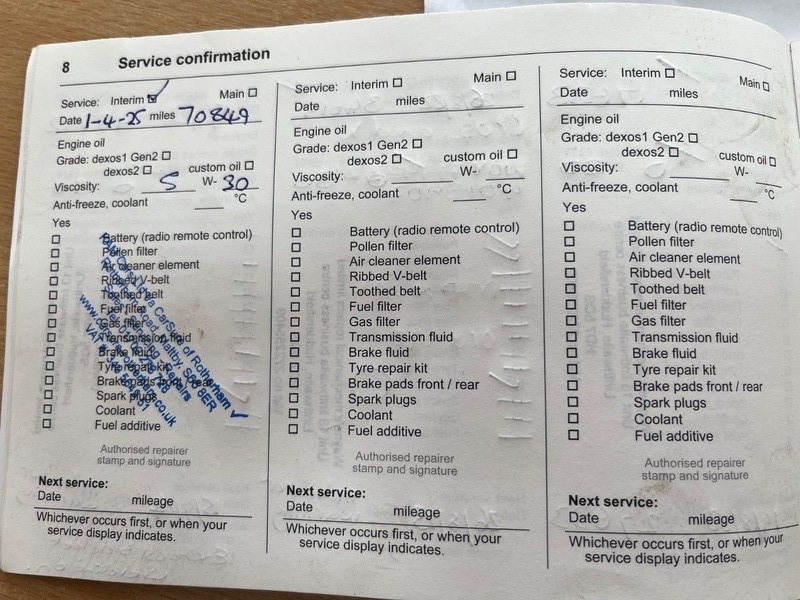 8 Service confirmation
Service: Interim Main
Date 1-4-25 miles 70849
Engine oil
Grade: dexos1 Gen2
dexos2 custom oil
Viscosity: 5 W- 30
Anti-freeze, coolant °C
Yes
Battery (radio remote control)
Pollen filter
Air cleaner element
Ribbed V-belt
Toothed belt
Fuel filter
Gas filter
Transmission fluid
Brake fluid
Tyre repair kit
Brake pads front / rear
Spark plugs
Coolant
Fuel additive
CarSure of Rotherham
Road, Maltby, S66 8ER
Servicing Repairs
Authorised repairer
stamp and signature
Next service:
Date mileage
Whichever occurs first, or when your
service display indicates.
Service: Interim Main
Date miles
Engine oil
Grade: dexos1 Gen2
dexos2 custom oil
Viscosity: W-
Anti-freeze, coolant °C
Yes
Battery (radio remote control)
Pollen filter
Air cleaner element
Ribbed V-belt
Toothed belt
Fuel filter
Gas filter
Transmission fluid
Brake fluid
Tyre repair kit
Brake pads front / rear
Spark plugs
Coolant
Fuel additive
Authorised repairer
stamp and signature
Next service:
Date mileage
Whichever occurs first, or when your
service display indicates.
Service: Interim Main
Date miles
Engine oil
Grade: dexos1 Gen2
dexos2 custom oil
Viscosity: W-
Anti-freeze, coolant °C
Yes
Battery (radio remote control)
Pollen filter
Air cleaner element
Ribbed V-belt
Toothed belt
Fuel filter
Gas filter
Transmission fluid
Brake fluid
Tyre repair kit
Brake pads front / rear
Spark plugs
Coolant
Fuel additive
Authorised repairer
stamp and signature
Next service:
Date mileage
Whichever occurs first, or when your
service display indicates.